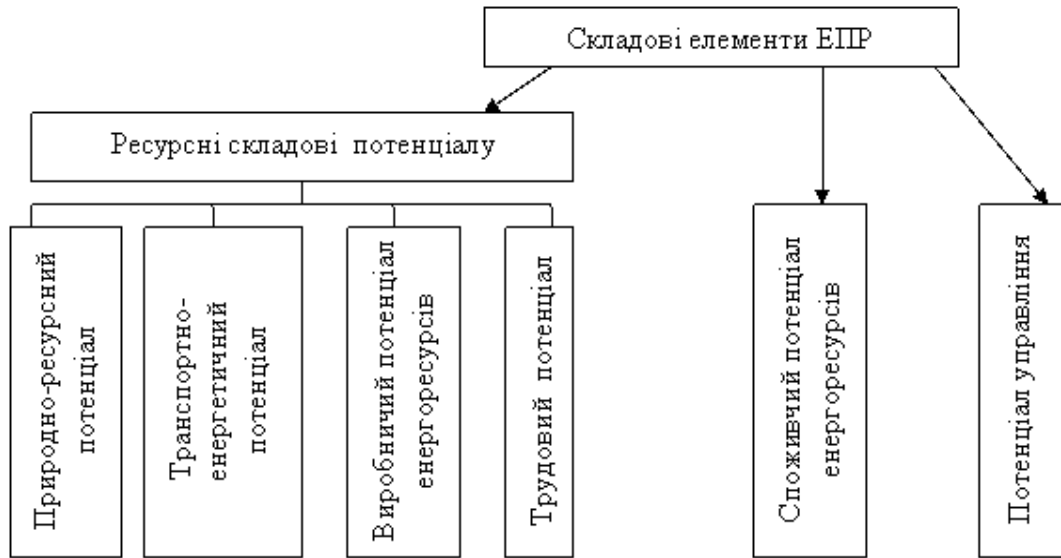 Складові елементи ЕПР
Ресурсні складові потенціалу
Природно-ресурсний
потенціал
Транспортно-
енергетичний
потенціал
Виробничий потенціал
енергоресурсів
Трудовий потенціал
Споживчий потенціал
енергоресурсів
Потенціал управління